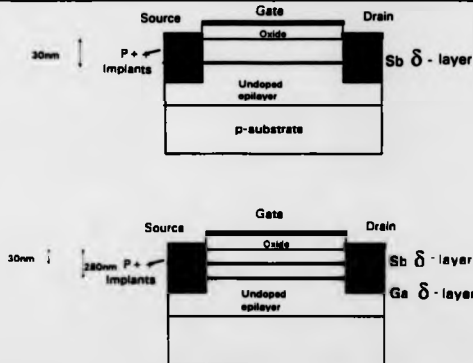 Source Gate Drain
Oxide
30nm P + Implants Sb δ - layer
Undoped epilayer
p-substrate
Source Gate Drain
Oxide
30nm 280nm P + Implants Sb δ - layer
Ga δ - layer
Undoped epilayer